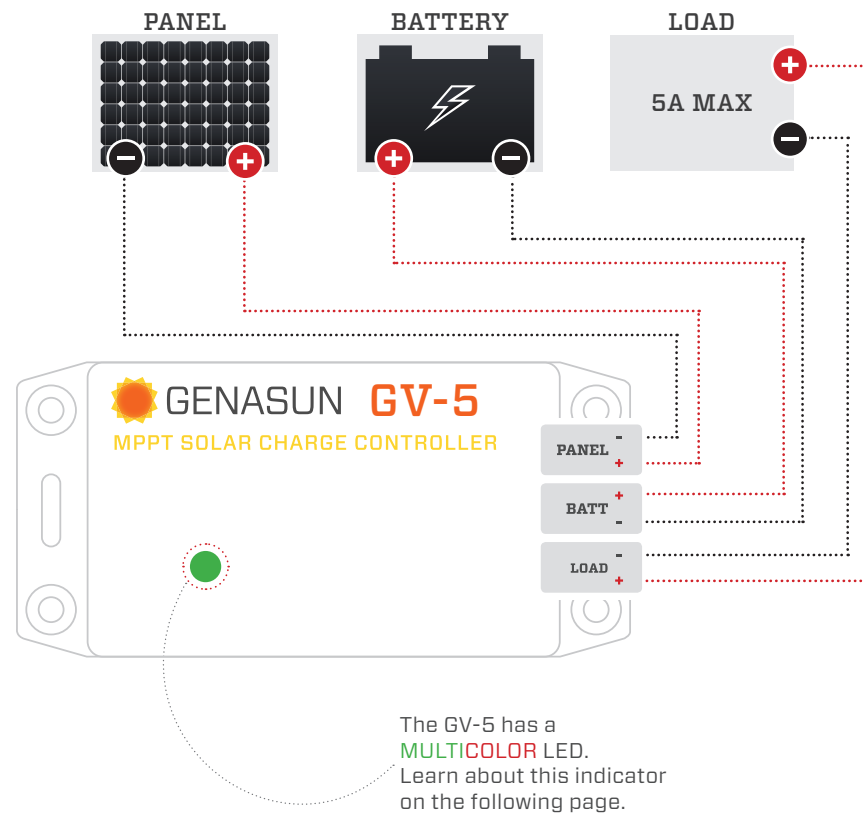 PANEL
BATTERY
LOAD
5A MAX
- +
+ -
+
-
GENASUN GV-5
MPPT SOLAR CHARGE CONTROLLER
PANEL - +
BATT + -
LOAD - +
The GV-5 has a
MULTICOLOR LED.
Learn about this indicator
on the following page.